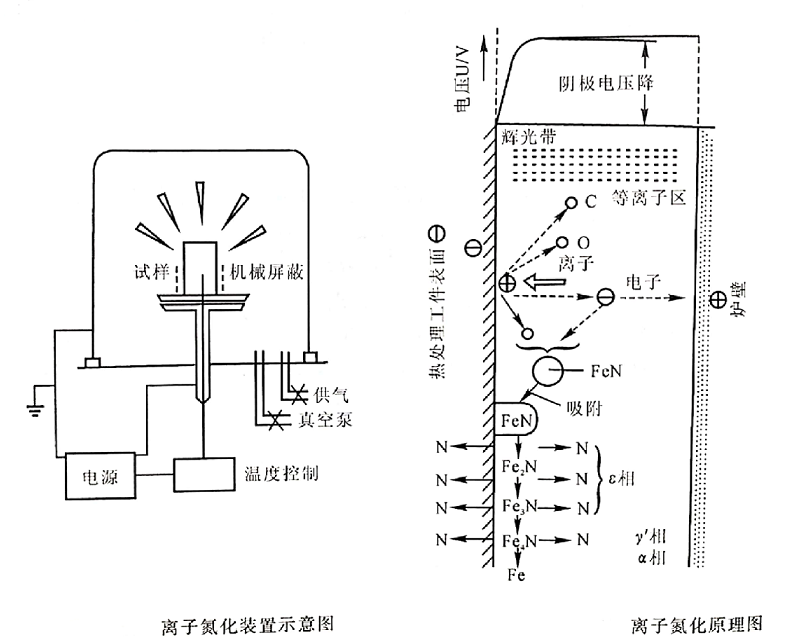 试样
机械屏蔽
供气
真空泵
电源
温度控制
离子氮化装置示意图
电压U/V
阴极电压降
辉光带
等离子区
C
O
离子
电子
热处理工件表面
炉壁
FeN
吸附
FeN
N N
Fe₂N
N N
ε相
Fe₃N
N N
N Fe₄N N
γ′相
α相
Fe
离子氮化原理图